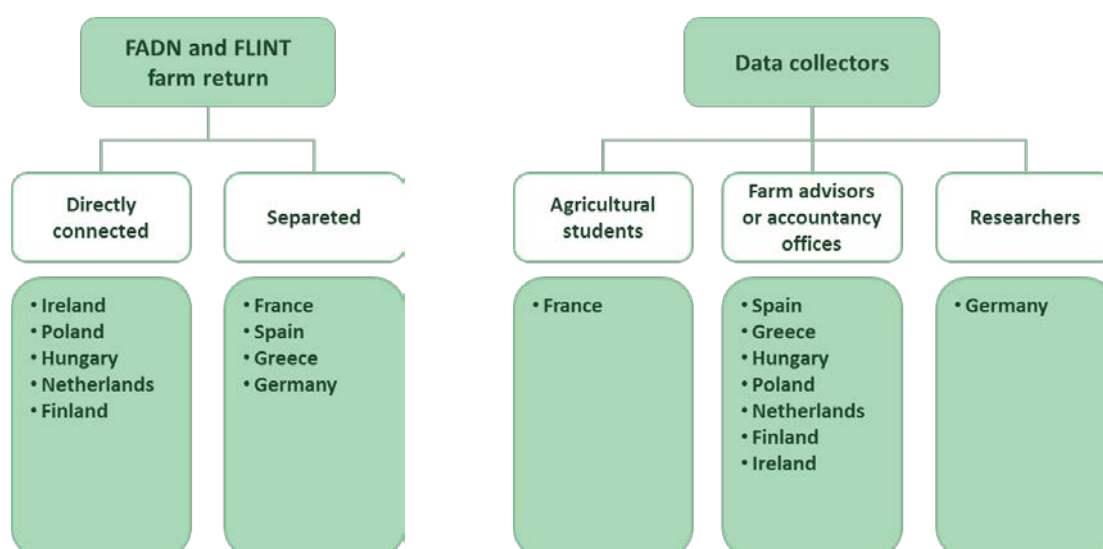 FADN and FLINT
farm return
Directly
connected
Separeted
• Ireland
• Poland
• Hungary
• Netherlands
• Finland
• France
• Spain
• Greece
• Germany
Data collectors
Agricultural
students
Farm advisors
or accountancy
offices
Researchers
• France
• Spain
• Greece
• Hungary
• Poland
• Netherlands
• Finland
• Ireland
• Germany